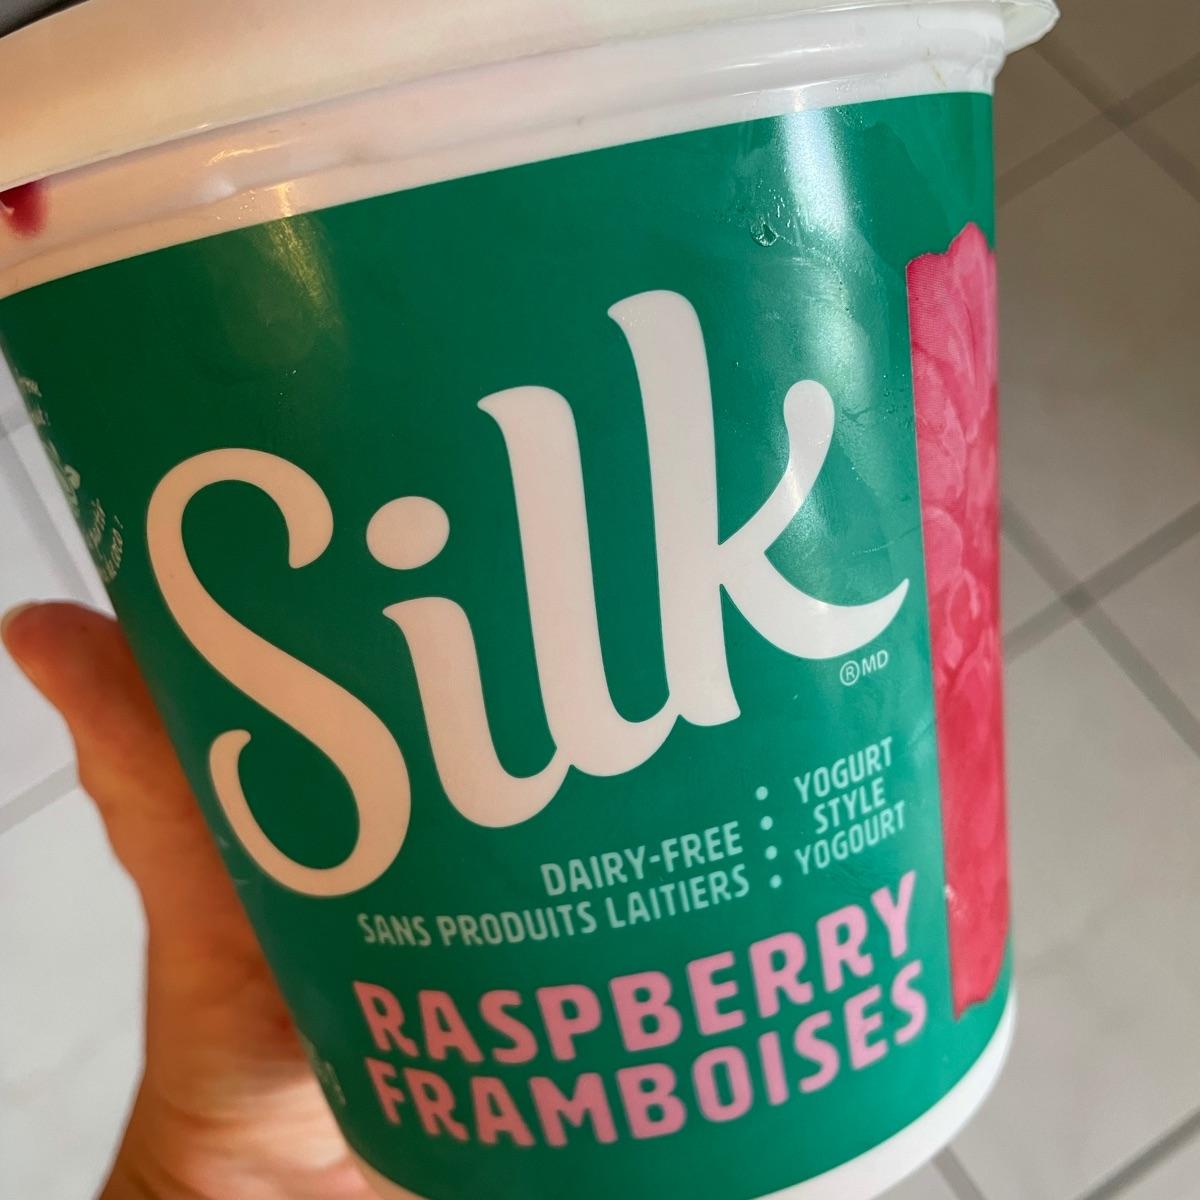 Silk
®MD
DAIRY-FREE
SANS PRODUITS LAITIERS
YOGURT
STYLE
YOGOURT
RASPBERRY
FRAMBOISES